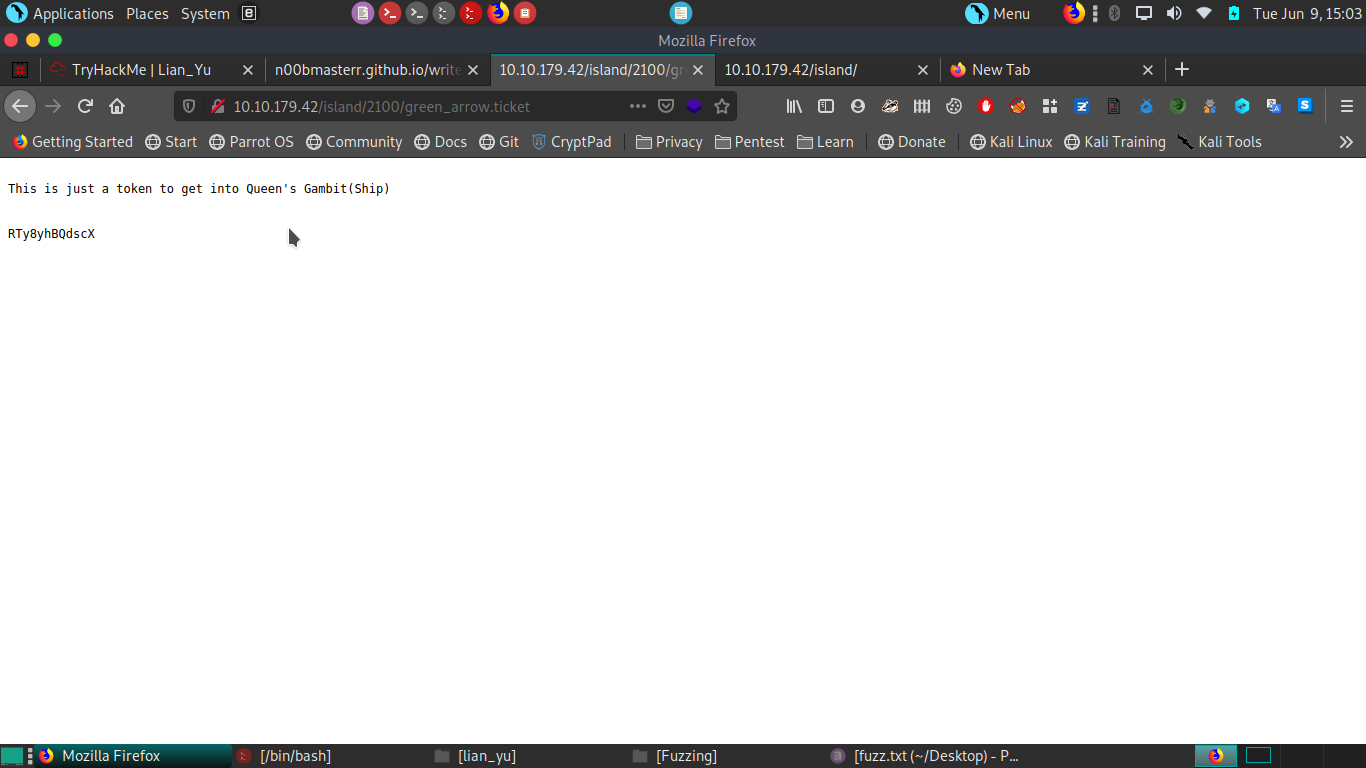 Applications Places System
Menu
Tue Jun 9, 15:03
Mozilla Firefox
TryHackMe | Lian_Yu
n00bmasterr.github.io/write
10.10.179.42/island/2100/gr
10.10.179.42/island/
New Tab
10.10.179.42/island/2100/green_arrow.ticket
Getting Started Start Parrot OS Community Docs Git CryptPad Privacy Pentest Learn Donate Kali Linux Kali Training Kali Tools
This is just a token to get into Queen's Gambit(Ship)
RTy8yhBQdscX
Mozilla Firefox [/bin/bash] [lian_yu] [Fuzzing] [fuzz.txt (~/Desktop) - P...